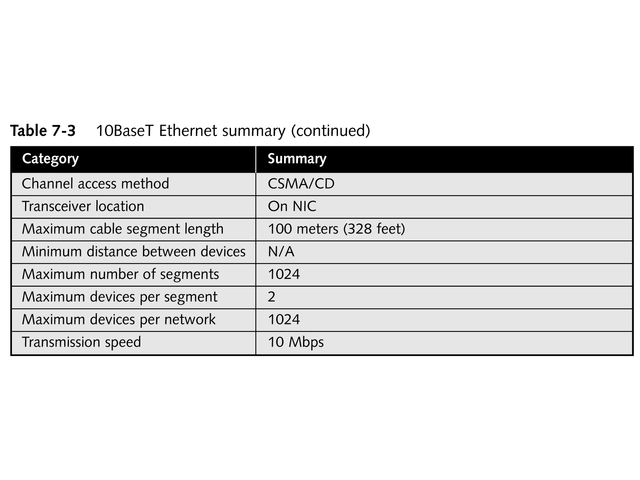 Table 7-3 10BaseT Ethernet summary (continued)
Category Summary
Channel access method CSMA/CD
Transceiver location On NIC
Maximum cable segment length 100 meters (328 feet)
Minimum distance between devices N/A
Maximum number of segments 1024
Maximum devices per segment 2
Maximum devices per network 1024
Transmission speed 10 Mbps